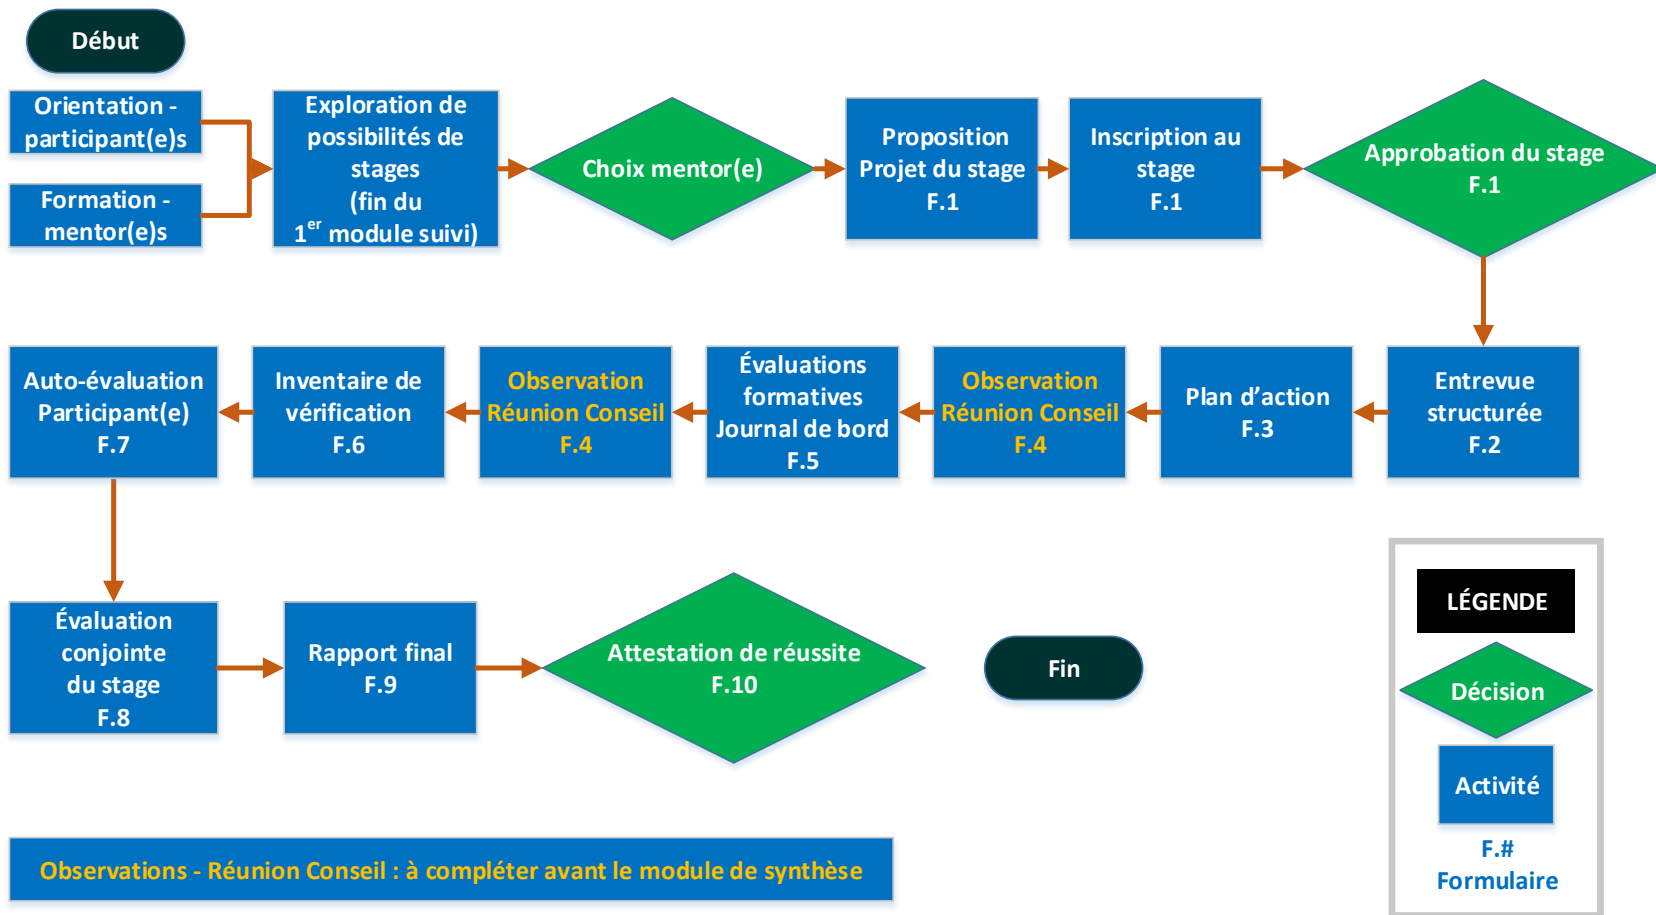 Début
Orientation -
participant(e)s
Formation -
mentor(e)s
Exploration de
possibilités de
stages
(fin du
1er module suivi)
Choix mentor(e)
Proposition
Projet du stage
F.1
Inscription au
stage
F.1
Approbation du stage
F.1
Auto-évaluation
Participant(e)
F.7
Inventaire de
vérification
F.6
Observation
Réunion Conseil
F.4
Évaluations
formatives
Journal de bord
F.5
Observation
Réunion Conseil
F.4
Plan d’action
F.3
Entrevue
structurée
F.2
Évaluation
conjointe
du stage
F.8
Rapport final
F.9
Attestation de réussite
F.10
Fin
LÉGENDE
Décision
Activité
F.#
Formulaire
Observations - Réunion Conseil : à compléter avant le module de synthèse